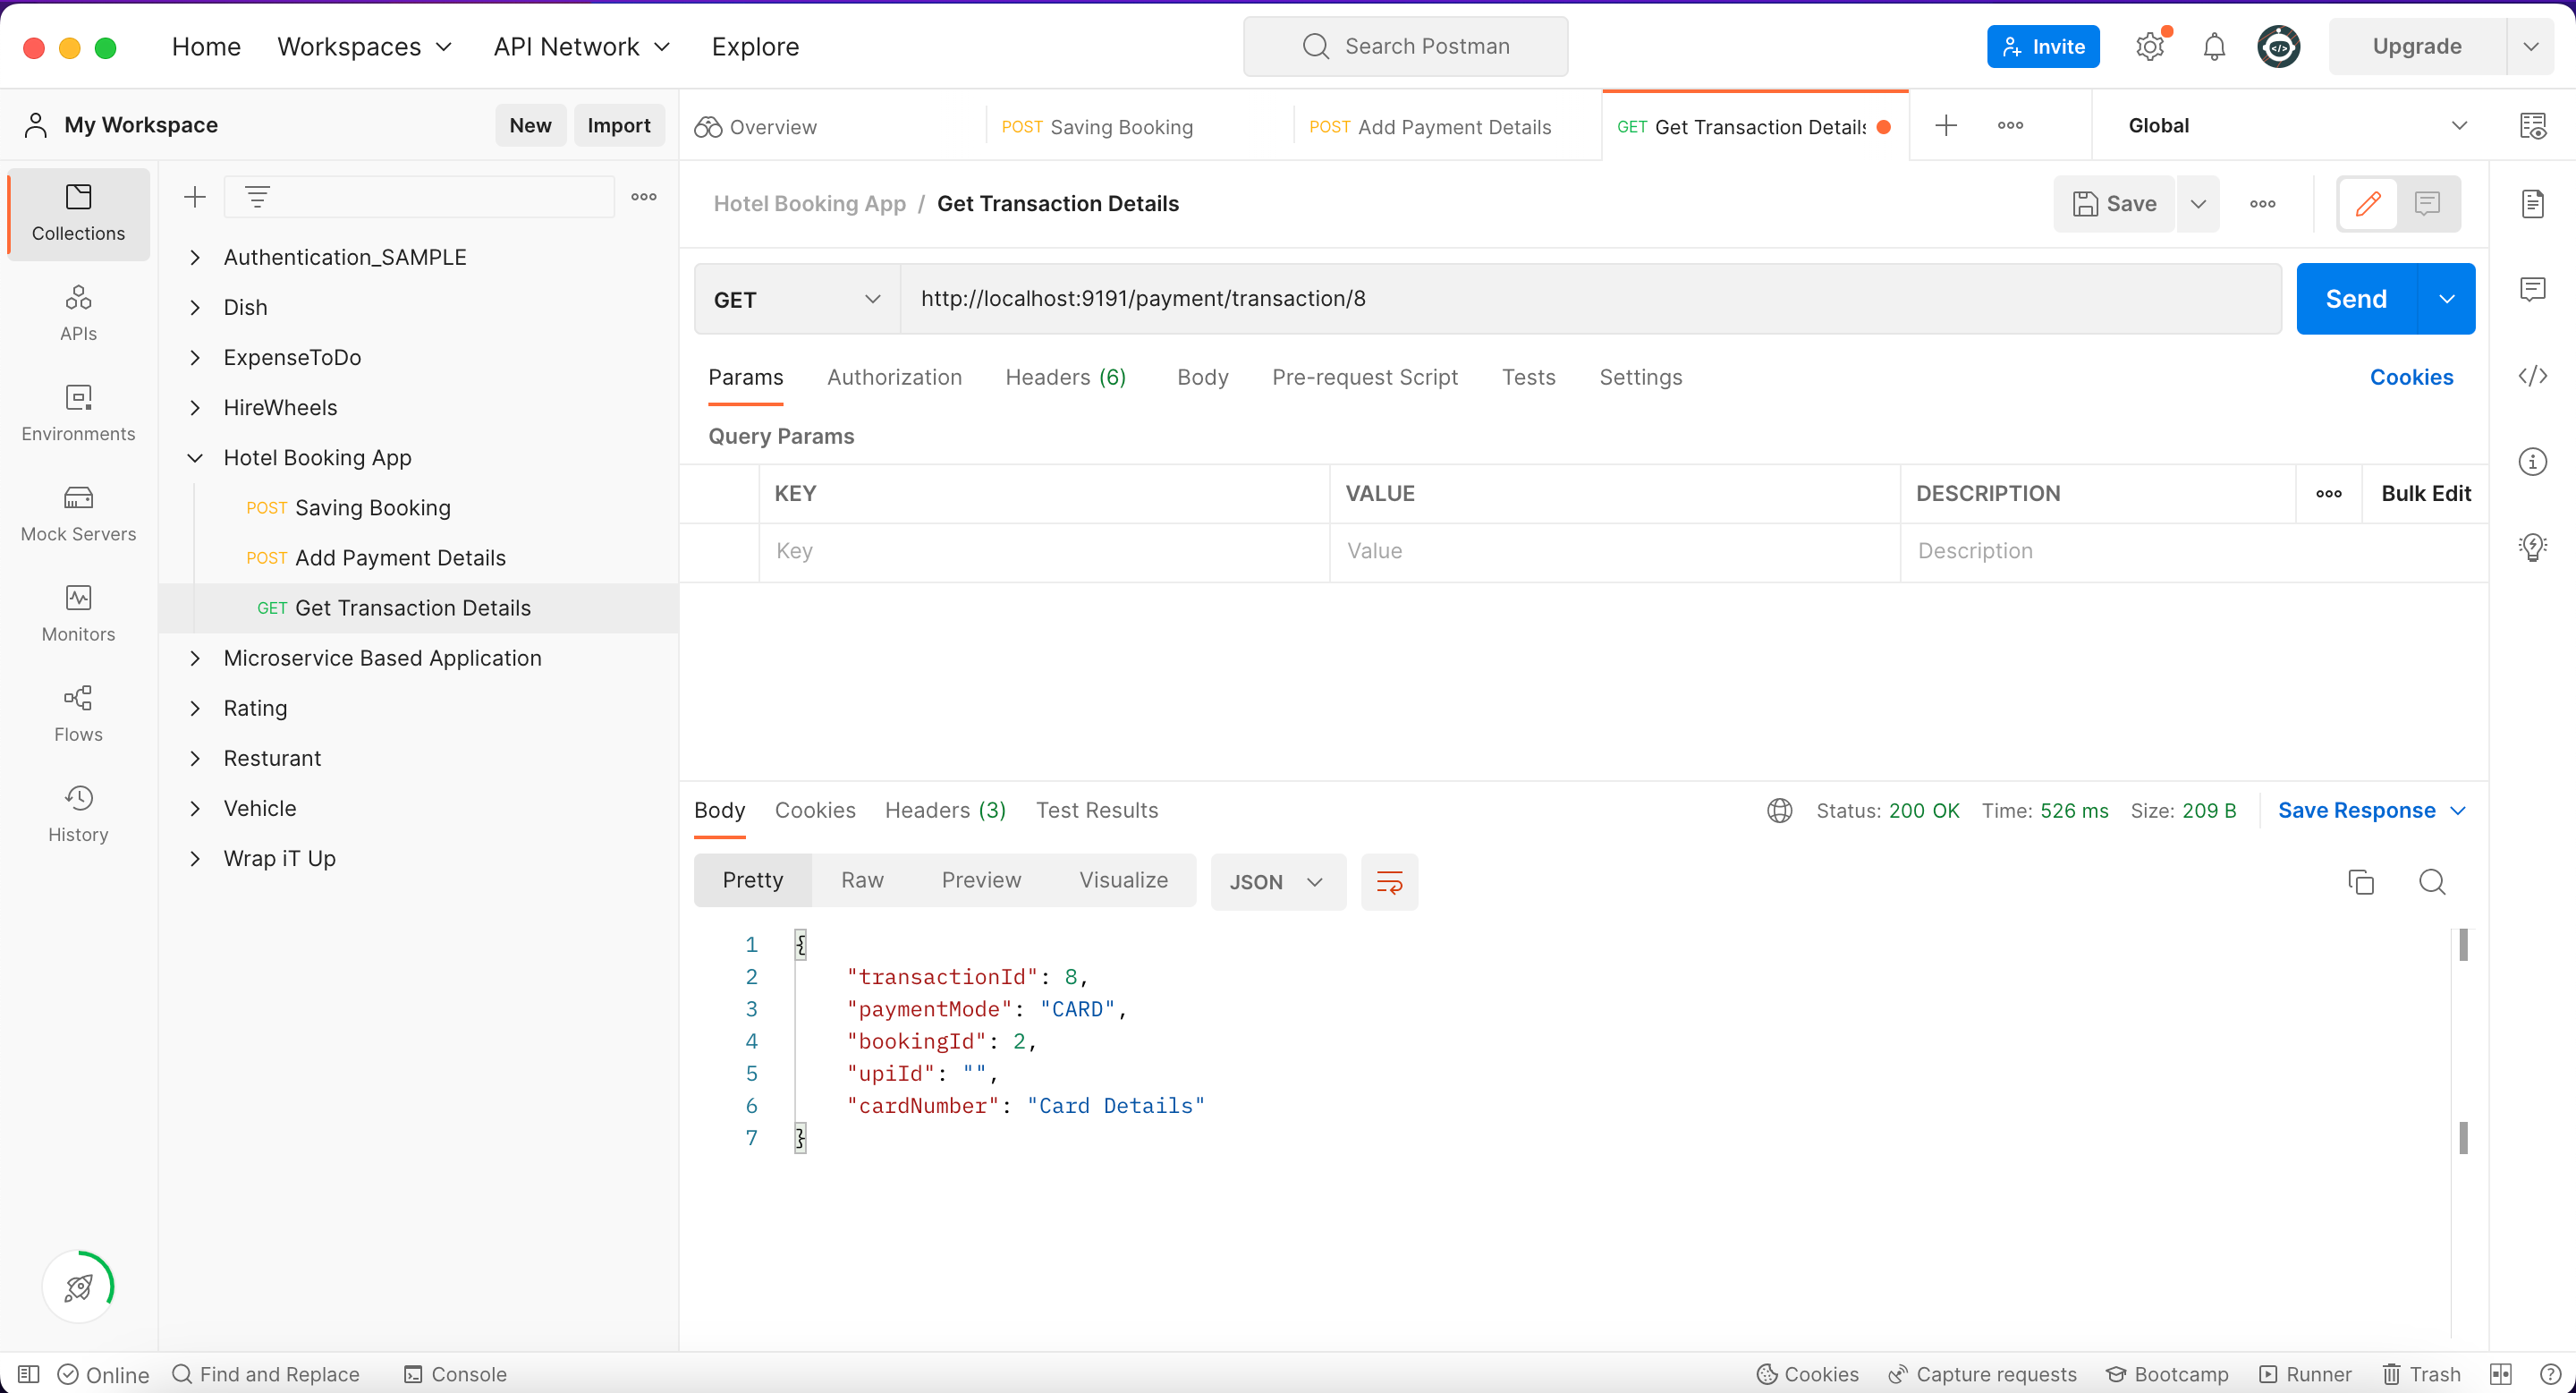 Home Workspaces API Network Explore Search Postman Invite Upgrade
My Workspace New Import Overview POST Saving Booking POST Add Payment Details GET Get Transaction Details Global
Collections
APIs
Environments
Mock Servers
Monitors
Flows
History
Authentication_SAMPLE
Dish
ExpenseToDo
HireWheels
Hotel Booking App
POST Saving Booking
POST Add Payment Details
GET Get Transaction Details
Microservice Based Application
Rating
Resturant
Vehicle
Wrap iT Up
Hotel Booking App / Get Transaction Details Save
GET http://localhost:9191/payment/transaction/8 Send
Params Authorization Headers (6) Body Pre-request Script Tests Settings Cookies
Query Params
KEY VALUE DESCRIPTION Bulk Edit
Key Value Description
Body Cookies Headers (3) Test Results Status: 200 OK Time: 526 ms Size: 209 B Save Response
Pretty Raw Preview Visualize JSON
1 {
2 "transactionId": 8,
3 "paymentMode": "CARD",
4 "bookingId": 2,
5 "upiId": "",
6 "cardNumber": "Card Details"
7 }
Online Find and Replace Console Cookies Capture requests Bootcamp Runner Trash